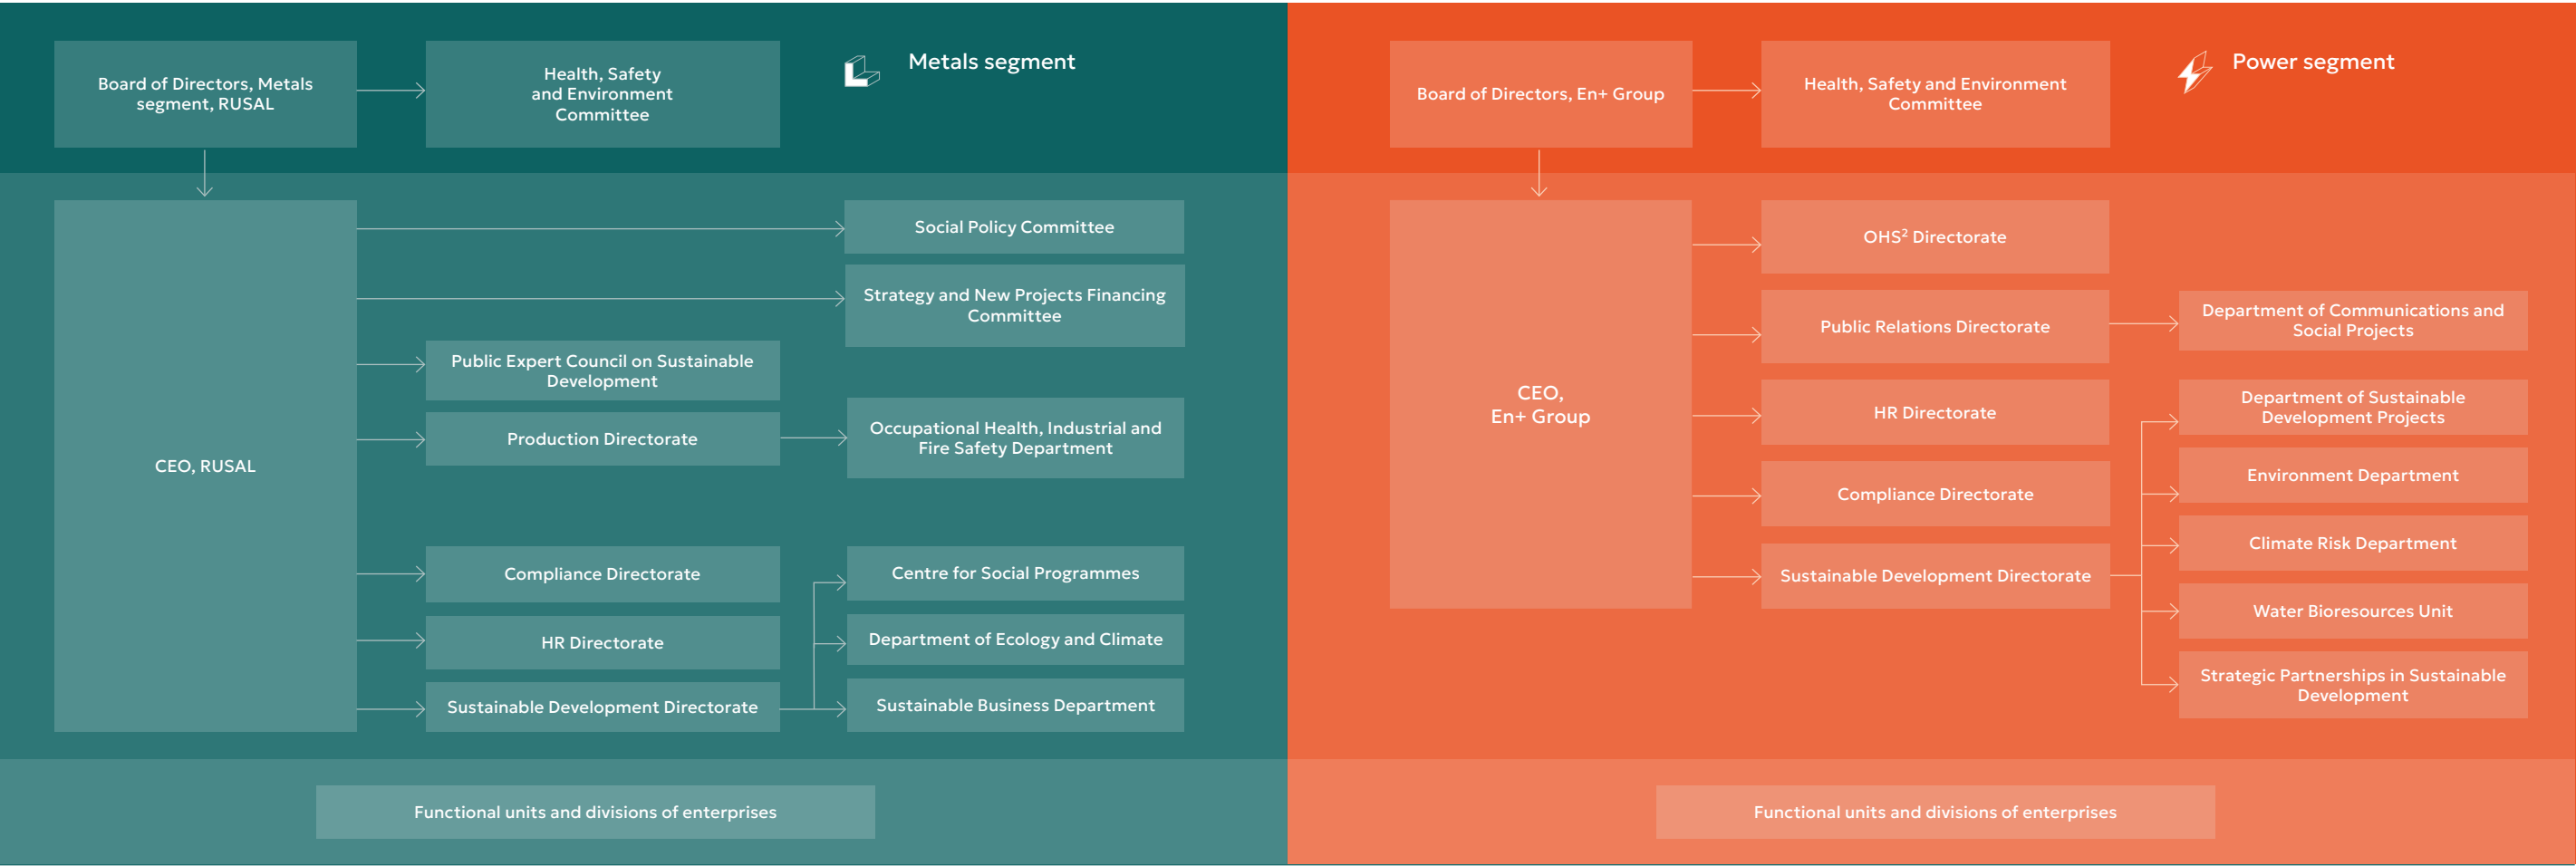 Metals segment
Board of Directors, Metals
segment, RUSAL
Health, Safety
and Environment
Committee
CEO, RUSAL
Social Policy Committee
Strategy and New Projects Financing
Committee
Public Expert Council on Sustainable
Development
Production Directorate
Occupational Health, Industrial and
Fire Safety Department
Compliance Directorate
HR Directorate
Sustainable Development Directorate
Centre for Social Programmes
Department of Ecology and Climate
Sustainable Business Department
Functional units and divisions of enterprises
Power segment
Board of Directors, En+ Group
Health, Safety and Environment
Committee
CEO,
En+ Group
OHS² Directorate
Public Relations Directorate
Department of Communications and
Social Projects
HR Directorate
Compliance Directorate
Sustainable Development Directorate
Department of Sustainable
Development Projects
Environment Department
Climate Risk Department
Water Bioresources Unit
Strategic Partnerships in Sustainable
Development
Functional units and divisions of enterprises